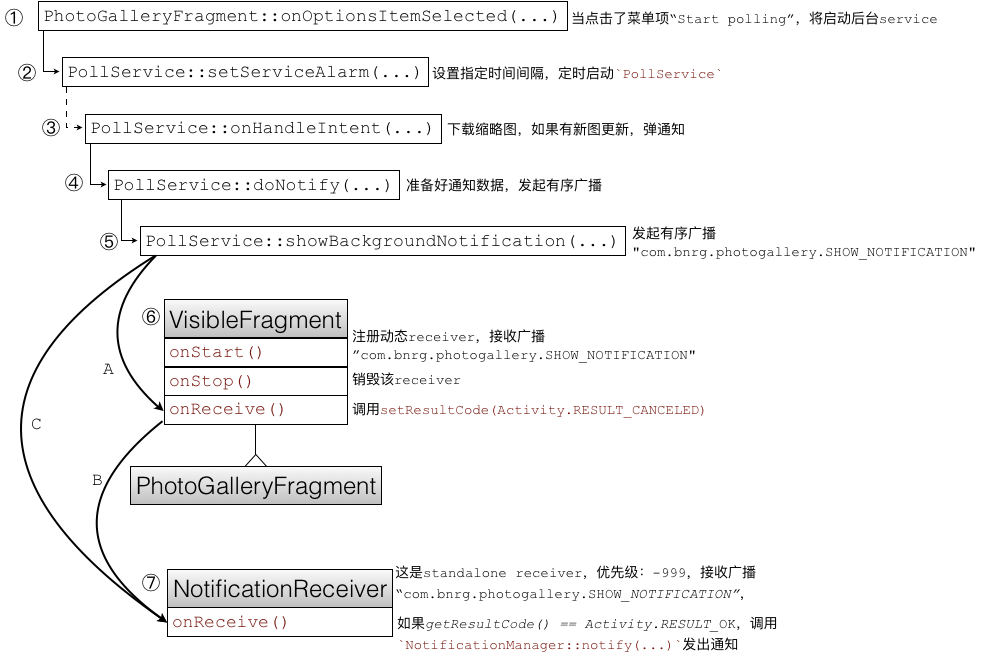 ① PhotoGalleryFragment::onOptionsItemSelected(...) 当点击了菜单项“Start polling”，将启动后台service
② PollService::setServiceAlarm(...) 设置指定时间间隔，定时启动`PollService`
③ PollService::onHandleIntent(...) 下载缩略图，如果有新图更新，弹通知
④ PollService::doNotify(...) 准备好通知数据，发起有序广播
⑤ PollService::showBackgroundNotification(...) 发起有序广播
"com.bnrg.photogallery.SHOW_NOTIFICATION"
⑥ VisibleFragment
注册动态receiver，接收广播
onStart() ”com.bnrg.photogallery.SHOW_NOTIFICATION"
onStop() 销毁该receiver
A
onReceive() 调用setResultCode(Activity.RESULT_CANCELED)
C
B
PhotoGalleryFragment
⑦ NotificationReceiver
这是standalone receiver，优先级：-999，接收广播
“com.bnrg.photogallery.SHOW_NOTIFICATION”，
onReceive() 如果getResultCode() == Activity.RESULT_OK，调用
`NotificationManager::notify(...)`发出通知